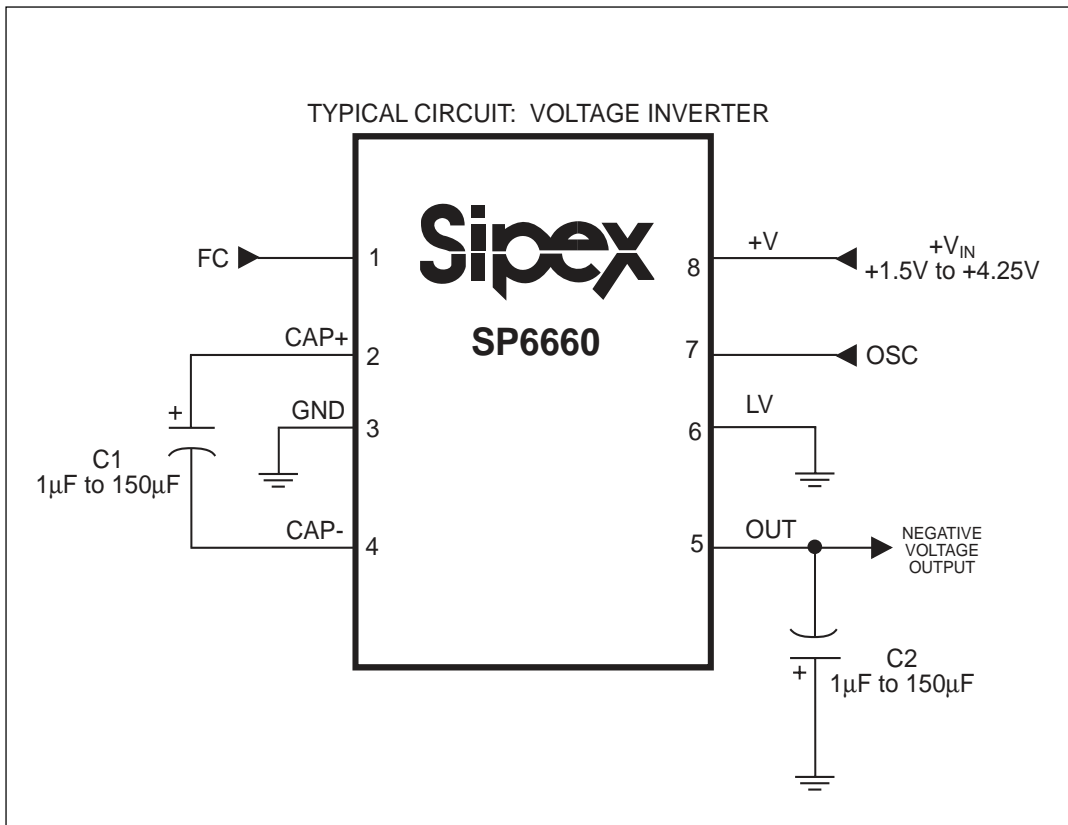 TYPICAL CIRCUIT: VOLTAGE INVERTER
Sipex
SP6660
FC
1
CAP+
2
GND
3
CAP-
4
+
C1
1μF to 150μF
8
+V
+VIN
+1.5V to +4.25V
7
OSC
6
LV
5
OUT
NEGATIVE
VOLTAGE
OUTPUT
+
C2
1μF to 150μF